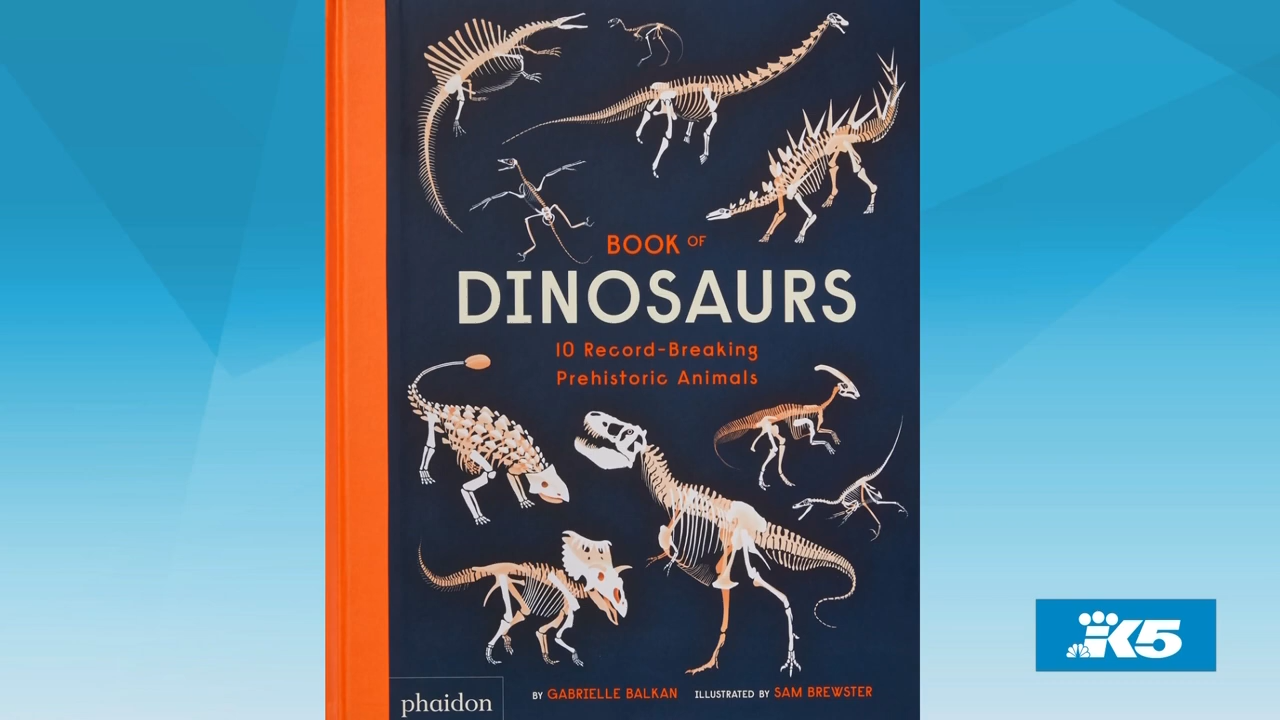 BOOK OF
DINOSAURS
10 Record-Breaking
Prehistoric Animals
phaidon
BY GABRIELLE BALKAN ILLUSTRATED BY SAM BREWSTER
K5